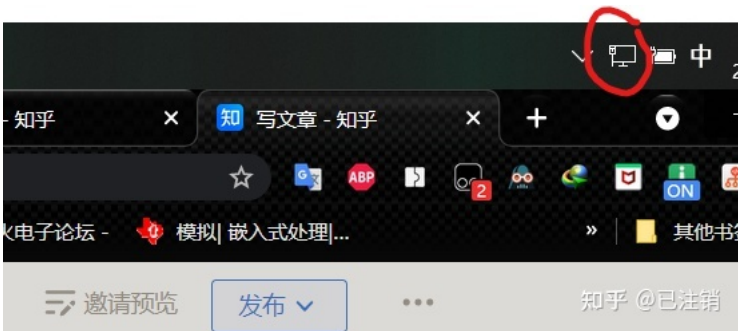 中
- 知乎
知 写文章 - 知乎
ABP 2 ON
火电子论坛 - 模拟| 嵌入式处理|... » 其他书
邀请预览 发布 •••
知乎 @已注销